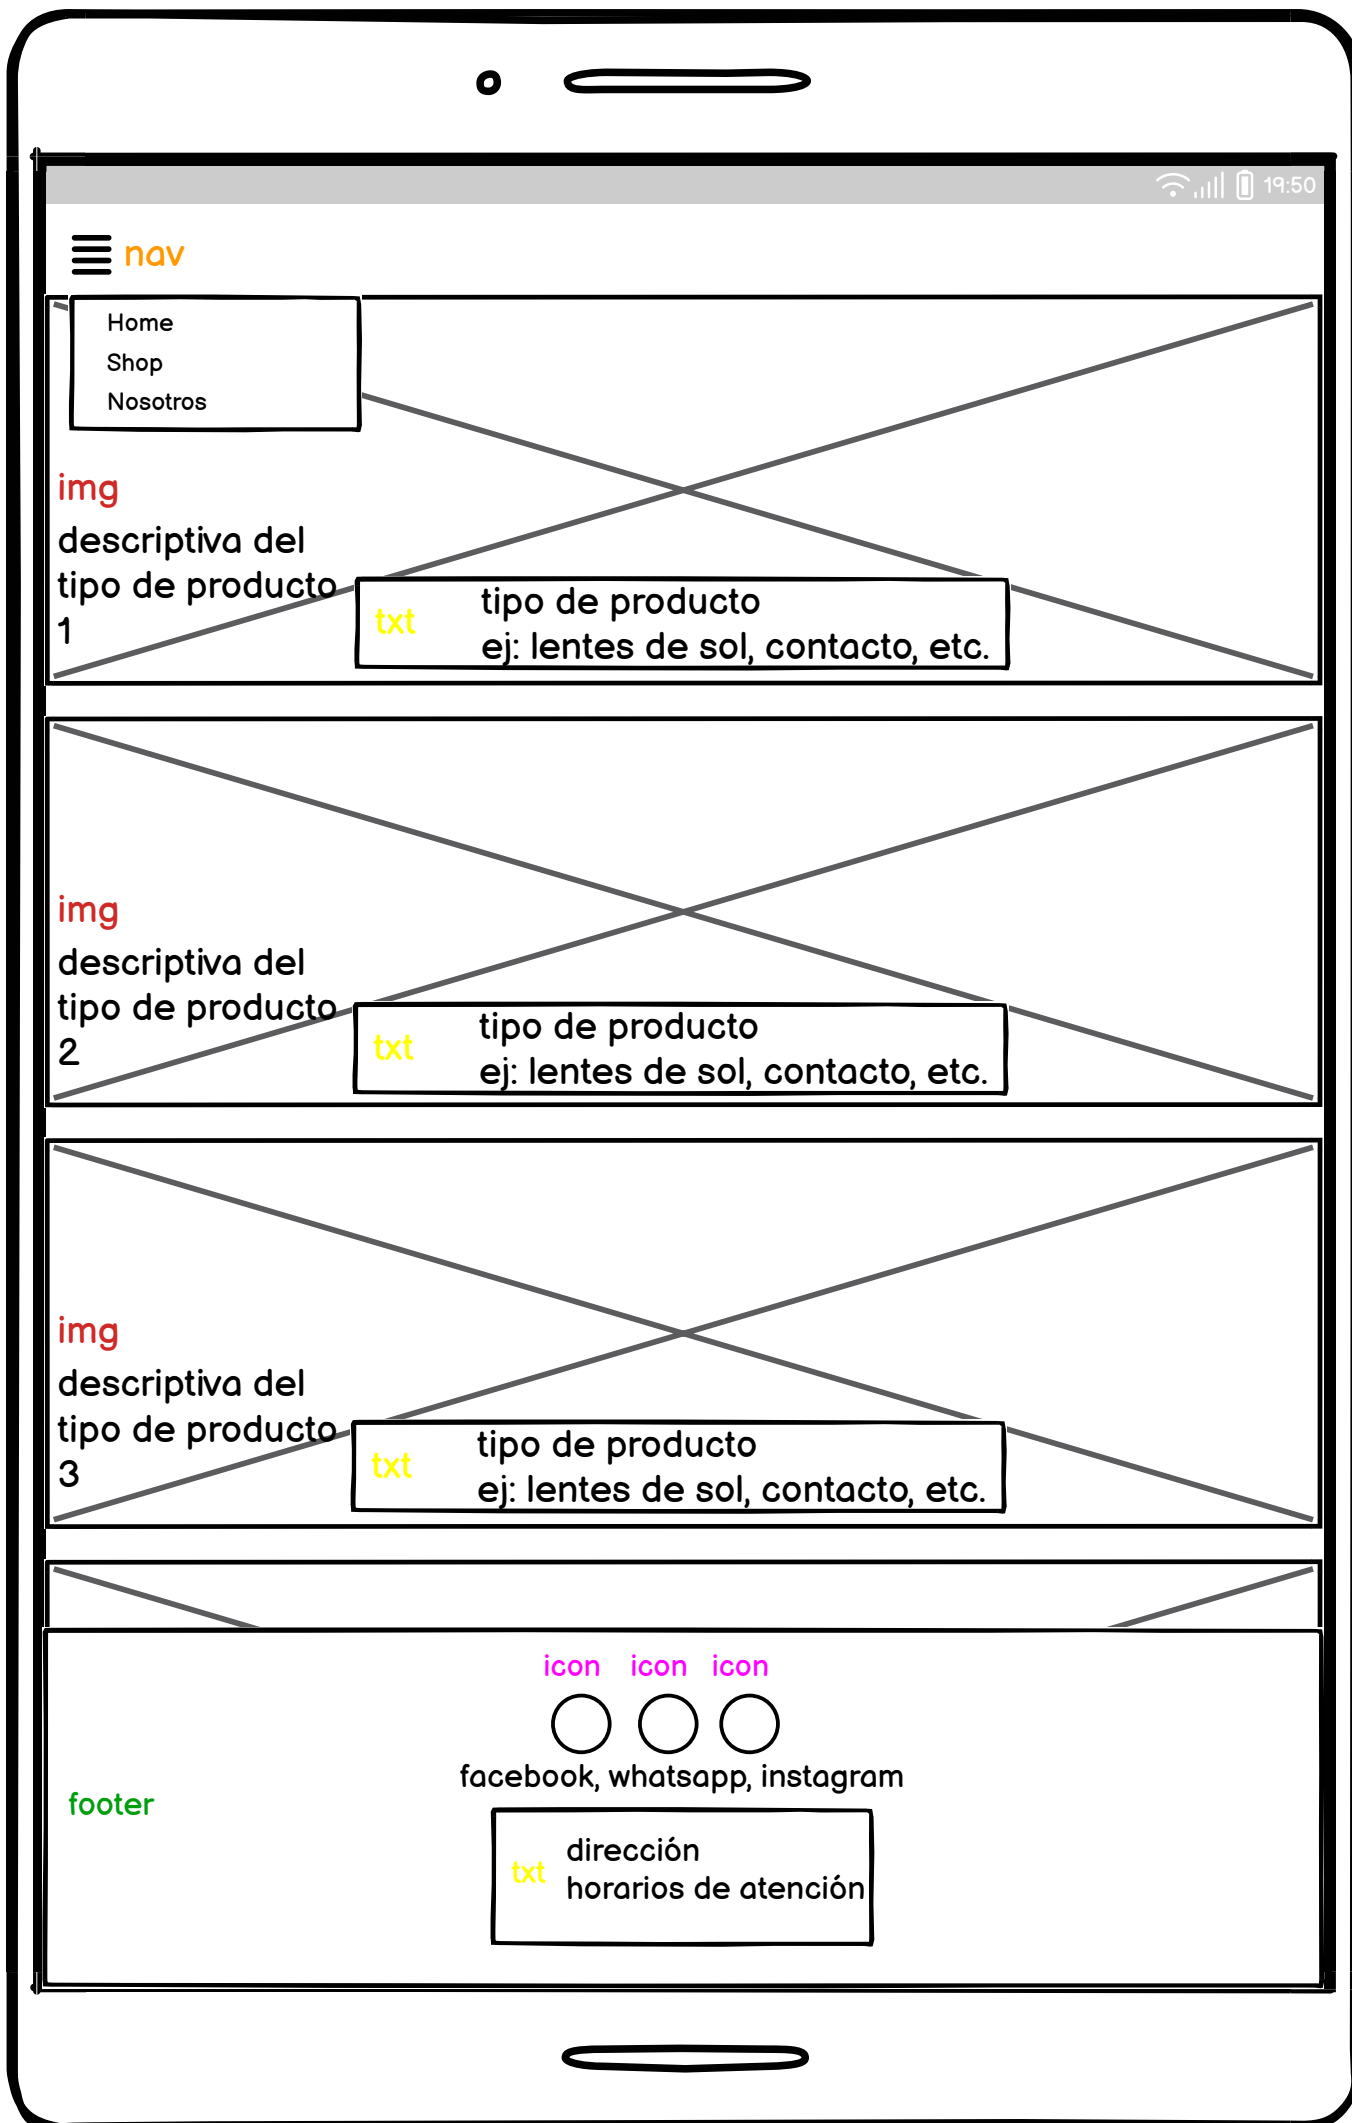 19:50
nav
Home
Shop
Nosotros
img
descriptiva del
tipo de producto
1
txt
tipo de producto
ej: lentes de sol, contacto, etc.
img
descriptiva del
tipo de producto
2
txt
tipo de producto
ej: lentes de sol, contacto, etc.
img
descriptiva del
tipo de producto
3
txt
tipo de producto
ej: lentes de sol, contacto, etc.
icon icon icon
facebook, whatsapp, instagram
footer
txt
dirección
horarios de atención